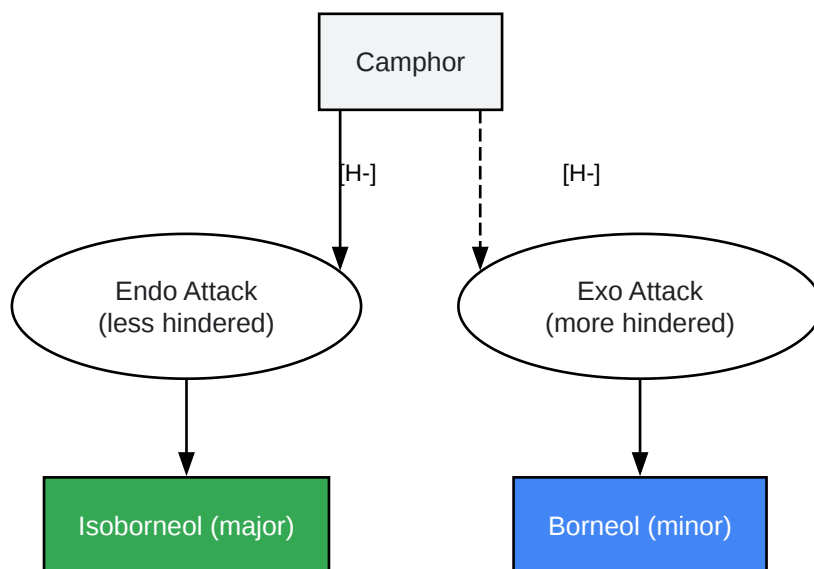 Camphor
[H-]
[H-]
Endo Attack
(less hindered)
Exo Attack
(more hindered)
Isoborneol (major)
Borneol (minor)